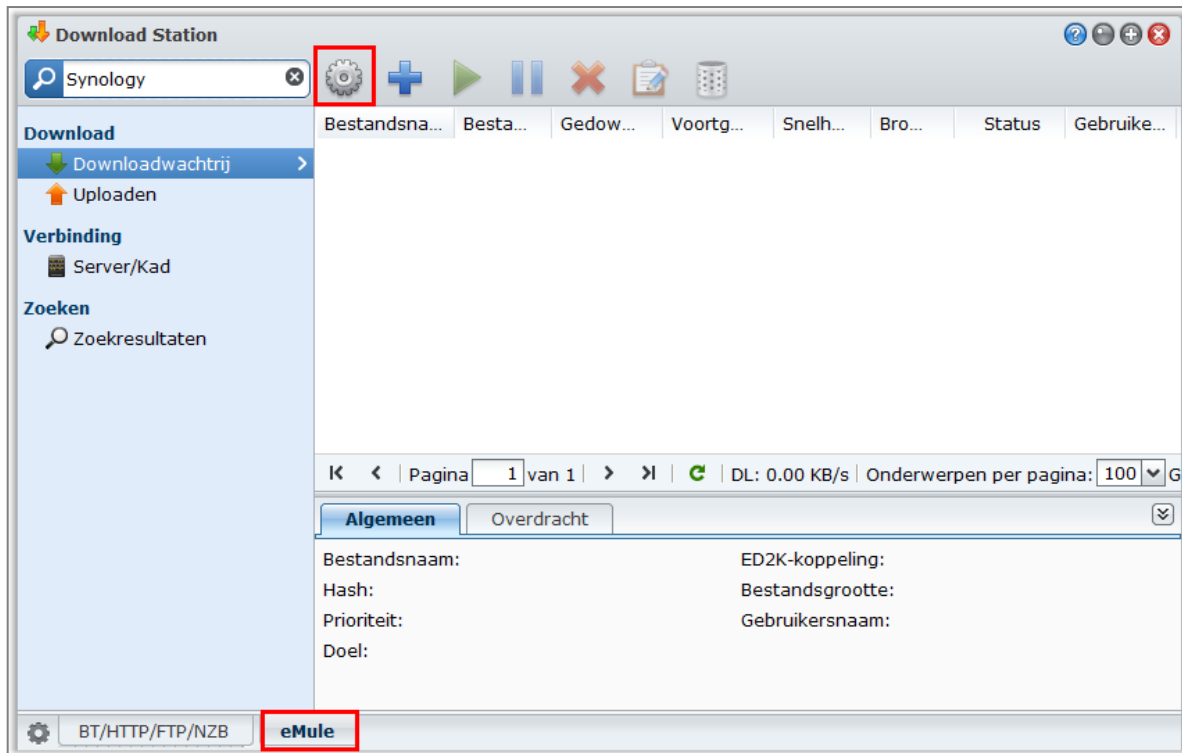 Download Station
Synology
Download
Downloadwachtrij
Uploaden
Verbinding
Server/Kad
Zoeken
Zoekresultaten
Bestandsna... Besta... Gedow... Voortg... Snelh... Bro... Status Gebruike...
Pagina 1 van 1 DL: 0.00 KB/s Onderwerpen per pagina: 100 G
Algemeen Overdracht
Bestandsnaam: ED2K-koppeling:
Hash: Bestandsgrootte:
Prioriteit: Gebruikersnaam:
Doel:
BT/HTTP/FTP/NZB eMule